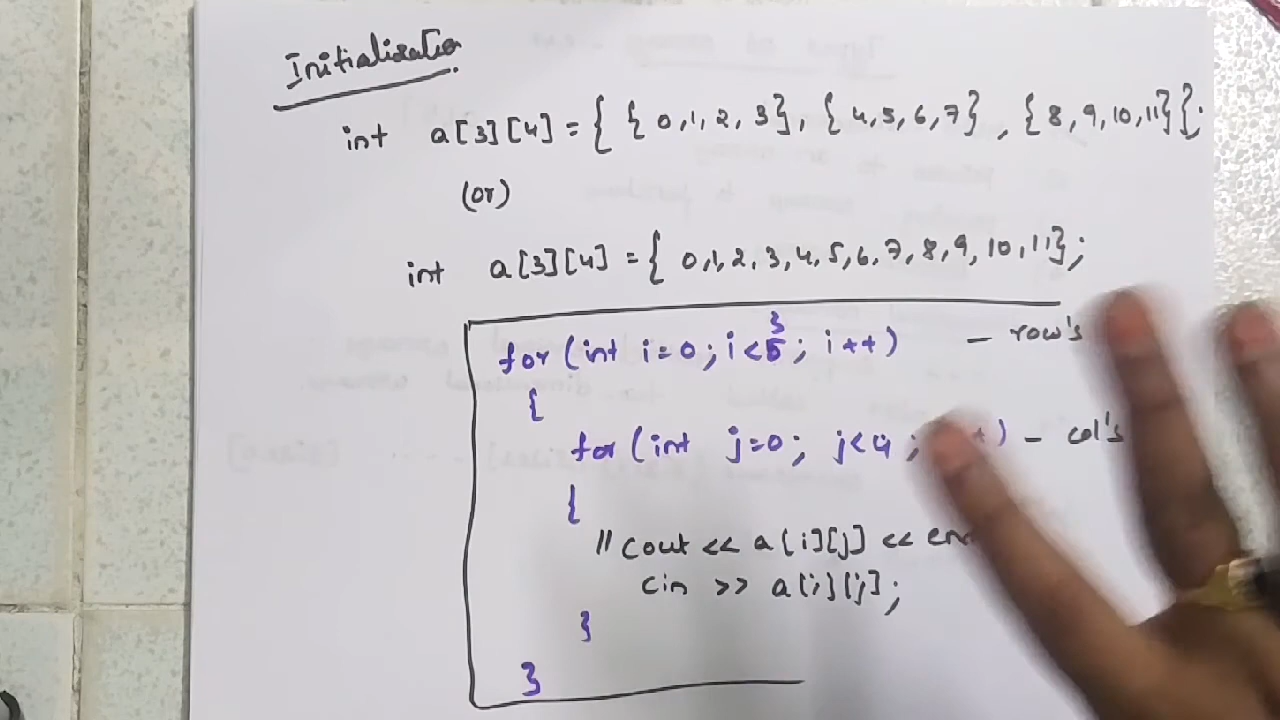 Initialization
int a[3][4] = { { 0,1,2,3}, { 4,5,6,7} , {8,9,10,11}};
(or)
int a[3][4] = { 0,1,2,3,4,5,6,7,8,9,10,11};
for (int i=0 ; i<3 ; i++) – row's
{
for (int j=0; j<4 ; ) – col's
{
// cout << a[i][j] <<
cin >> a[i][j];
}
}